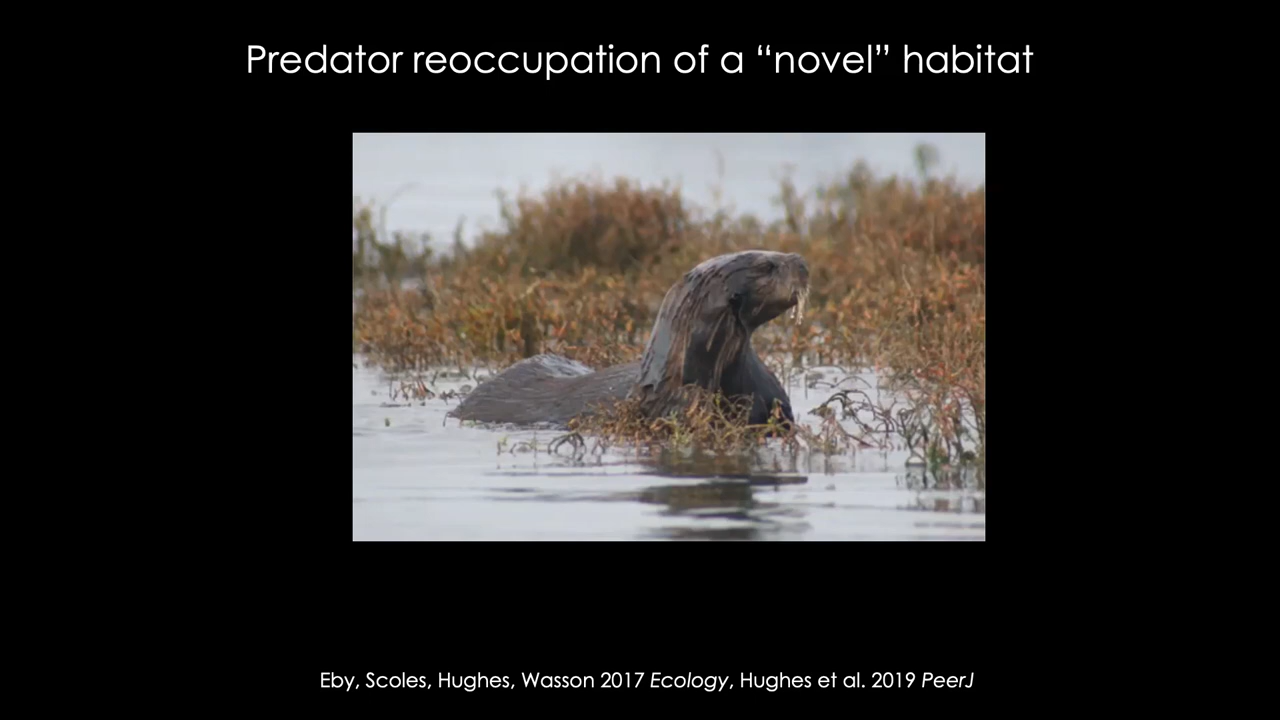 Predator reoccupation of a “novel” habitat
Eby, Scoles, Hughes, Wasson 2017 Ecology, Hughes et al. 2019 PeerJ